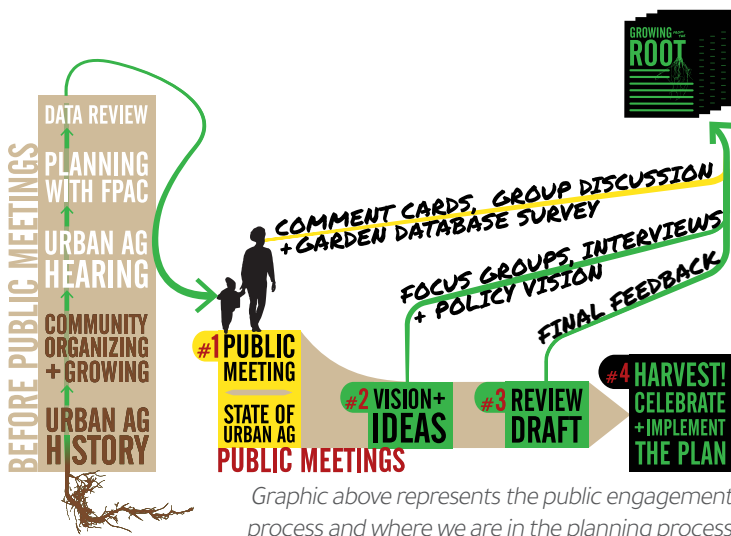 GROWING FROM THE
ROOT
BEFORE PUBLIC MEETINGS
DATA REVIEW
PLANNING
WITH FPAC
URBAN AG
HEARING
COMMUNITY
ORGANIZING
+ GROWING
URBAN AG
HISTORY
COMMENT CARDS, GROUP DISCUSSION
+ GARDEN DATABASE SURVEY
FOCUS GROUPS, INTERVIEWS
+ POLICY VISION
FINAL FEEDBACK
#1 PUBLIC
MEETING
STATE OF
URBAN AG
#2 VISION+
IDEAS
#3 REVIEW
DRAFT
#4 HARVEST!
CELEBRATE
+ IMPLEMENT
THE PLAN
PUBLIC MEETINGS
Graphic above represents the public engagement
process and where we are in the planning process